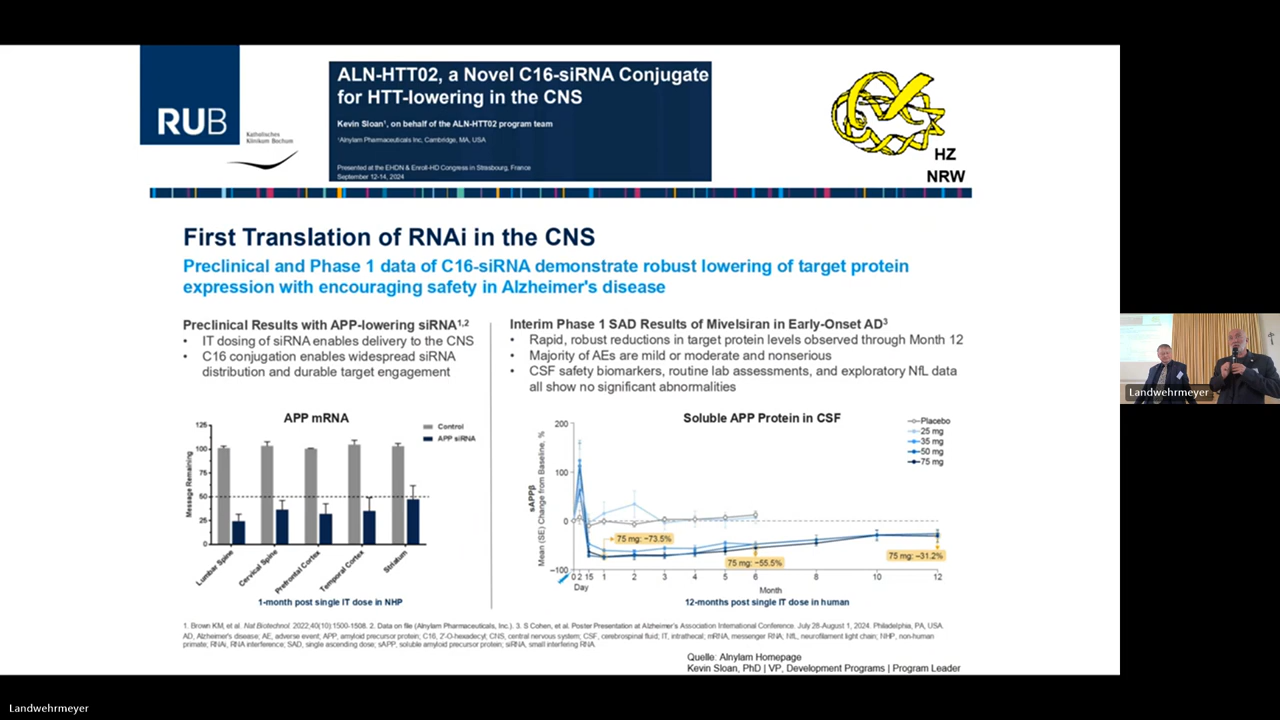 RUB
Katholisches
Klinikum Bochum
ALN-HTT02, a Novel C16-siRNA Conjugate
for HTT-lowering in the CNS
Kevin Sloan¹, on behalf of the ALN-HTT02 program team
¹Alnylam Pharmaceuticals Inc, Cambridge, MA, USA
Presented at the EHDN & Enroll-HD Congress in Strasbourg, France
September 12-14, 2024
HZ
NRW
First Translation of RNAi in the CNS
Preclinical and Phase 1 data of C16-siRNA demonstrate robust lowering of target protein
expression with encouraging safety in Alzheimer's disease
Preclinical Results with APP-lowering siRNA¹,²
• IT dosing of siRNA enables delivery to the CNS
• C16 conjugation enables widespread siRNA
distribution and durable target engagement
APP mRNA
Control
APP siRNA
Message Remaining
125
100
75
50
25
0
Lumbar Spine
Cervical Spine
Prefrontal Cortex
Temporal Cortex
Striatum
1-month post single IT dose in NHP
Interim Phase 1 SAD Results of Mivelsiran in Early-Onset AD³
• Rapid, robust reductions in target protein levels observed through Month 12
• Majority of AEs are mild or moderate and nonserious
• CSF safety biomarkers, routine lab assessments, and exploratory NfL data
all show no significant abnormalities
Soluble APP Protein in CSF
Placebo
25 mg
35 mg
50 mg
75 mg
sAPPβ
Mean (SE) Change from Baseline, %
200
100
0
−100
75 mg: −73.5%
75 mg: −55.5%
75 mg: −31.2%
0 2 15 1 2 3 4 5 6 8 10 12
Day
Month
12-months post single IT dose in human
1. Brown KM, et al. Nat Biotechnol. 2022;40(10):1500-1508. 2. Data on file (Alnylam Pharmaceuticals, Inc.). 3. S Cohen, et al. Poster Presentation at Alzheimer's Association International Conference. July 28-August 1, 2024. Philadelphia, PA, USA.
AD, Alzheimer's disease; AE, adverse event; APP, amyloid precursor protein; C16, 2'-O-hexadecyl; CNS, central nervous system; CSF, cerebrospinal fluid; IT, intrathecal; mRNA, messenger RNA; NfL, neurofilament light chain; NHP, non-human
primate; RNAi, RNA interference; SAD, single ascending dose; sAPP, soluble amyloid precursor protein; siRNA, small interfering RNA.
Quelle: Alnylam Homepage
Kevin Sloan, PhD | VP, Development Programs | Program Leader
Landwehrmeyer
Landwehrmeyer